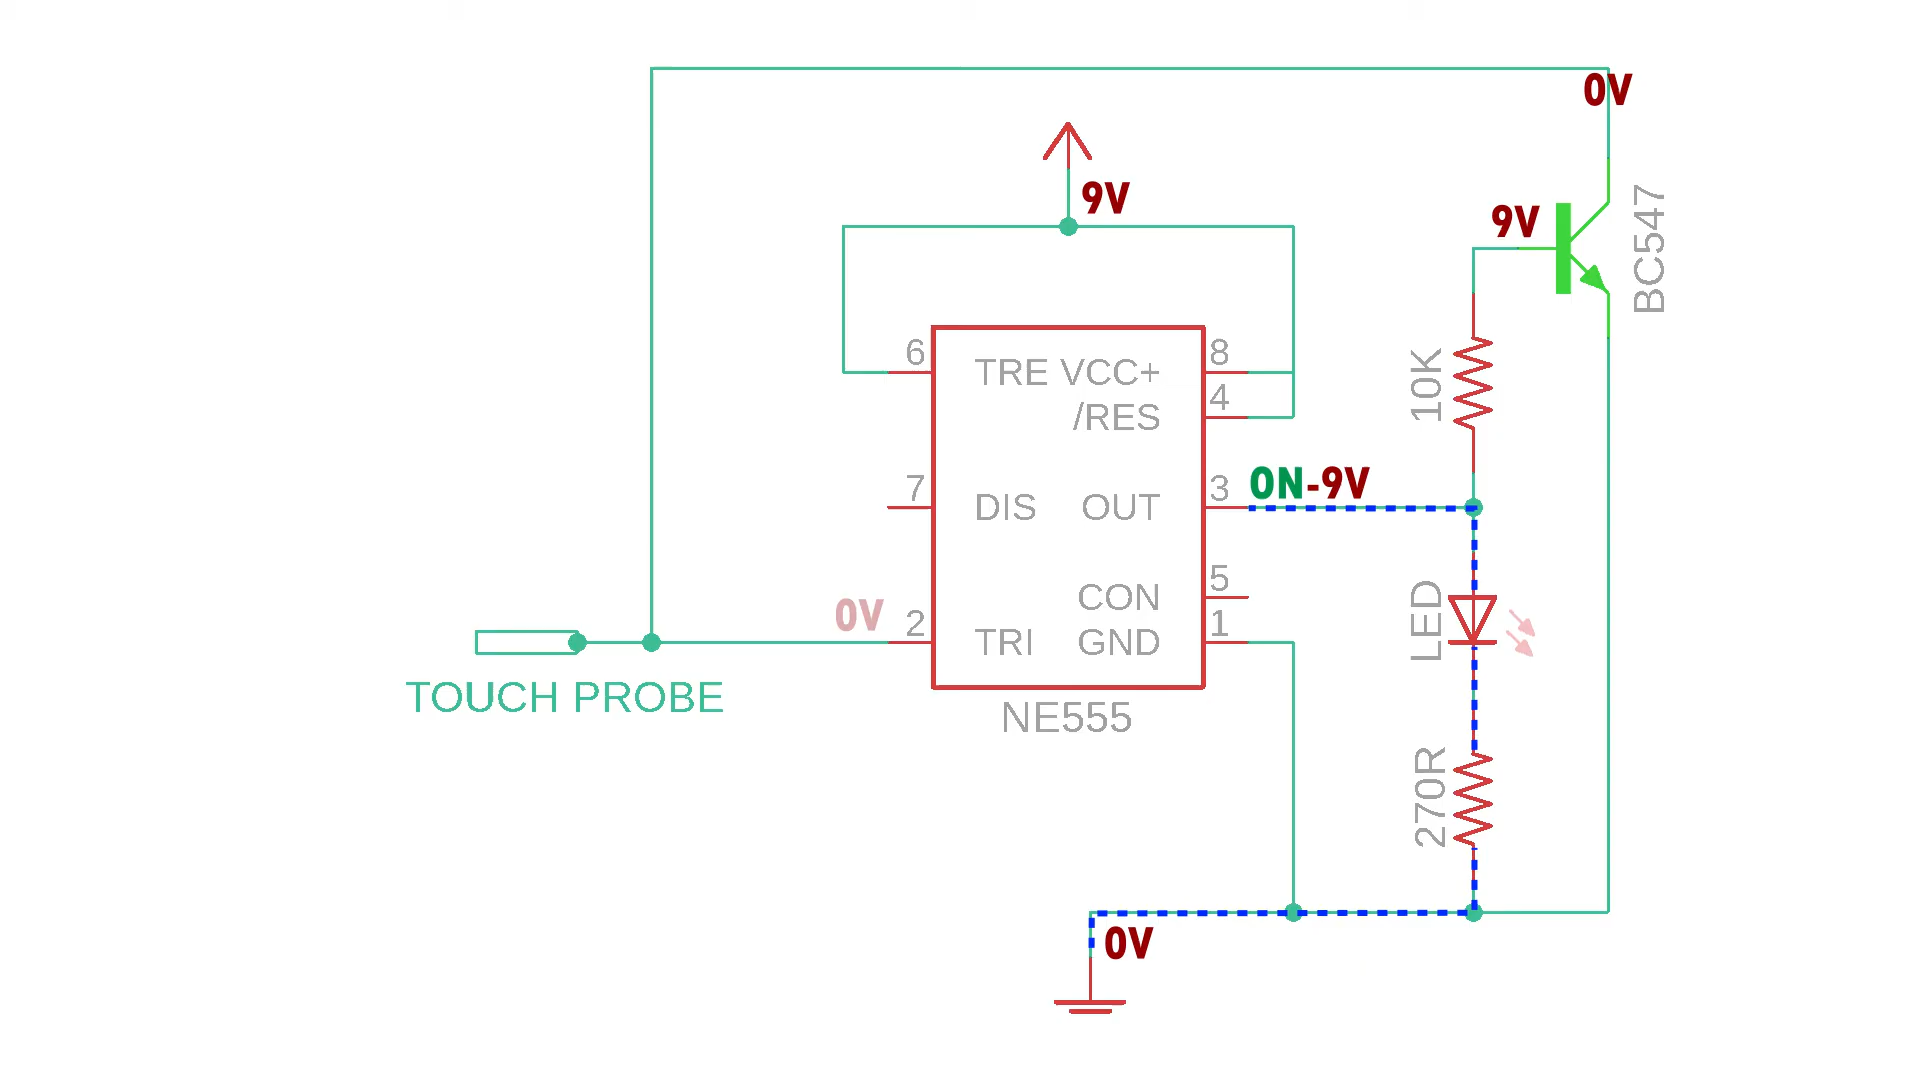 0V
9V
9V
BC547
6
TRE
VCC+
8
/RES
4
10K
7
DIS
OUT
3
ON-9V
CON
5
0V
2
TRI
GND
1
LED
TOUCH PROBE
NE555
270R
0V